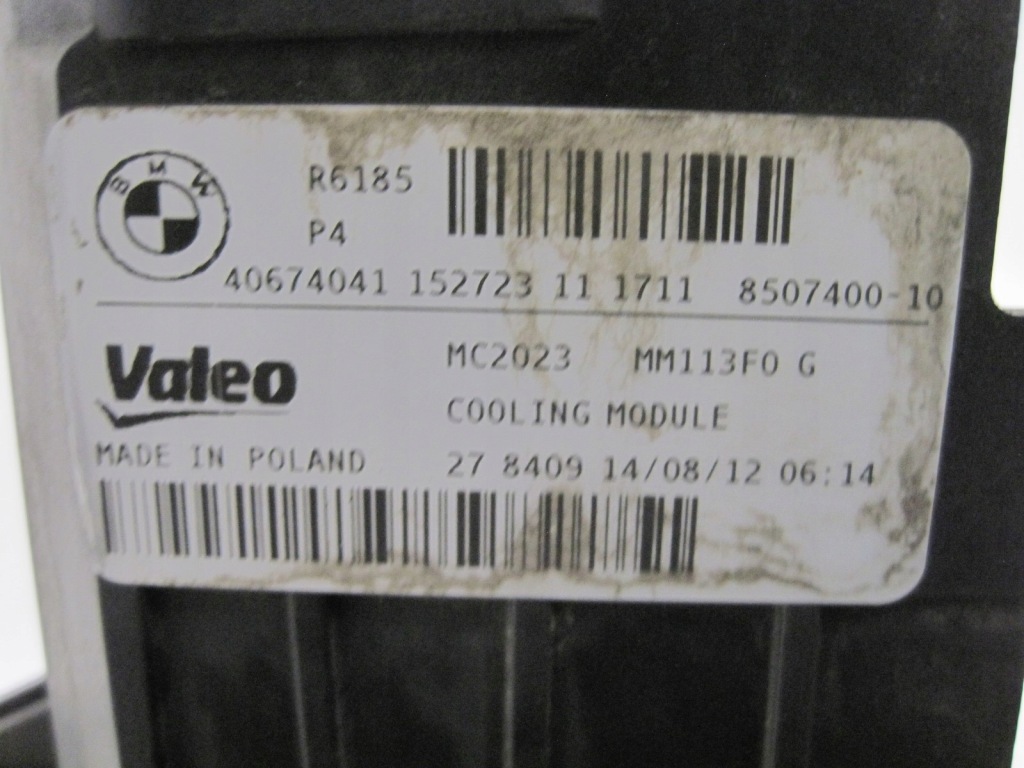 BMW
R6185
P4
40674041 152723 11 1711 8507400-10
Valeo
MC2023 MM113F0 G
COOLING MODULE
MADE IN POLAND
27 8409 14/08/12 06:14